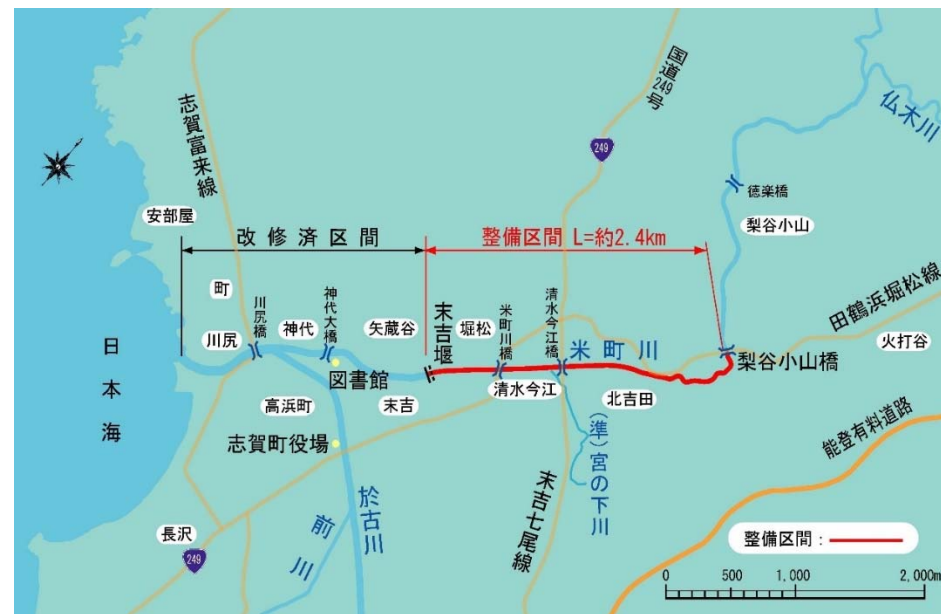 国道249号
249
仏木川
徳楽橋
梨谷小山
志賀富来線
安部屋
改修済区間
整備区間 L=約2.4km
町
川尻橋
神代大橋
川尻
神代
矢蔵谷
末吉堰
堀松
米町川橋
清水今江橋
米町川
田鶴浜堀松線
火打谷
梨谷小山橋
日本海
図書館
高浜町
末吉
清水今江
北吉田
志賀町役場
(準)宮の下川
能登有料道路
於古川
前川
末吉七尾線
長沢
249
整備区間:
0 500 1,000 2,000m